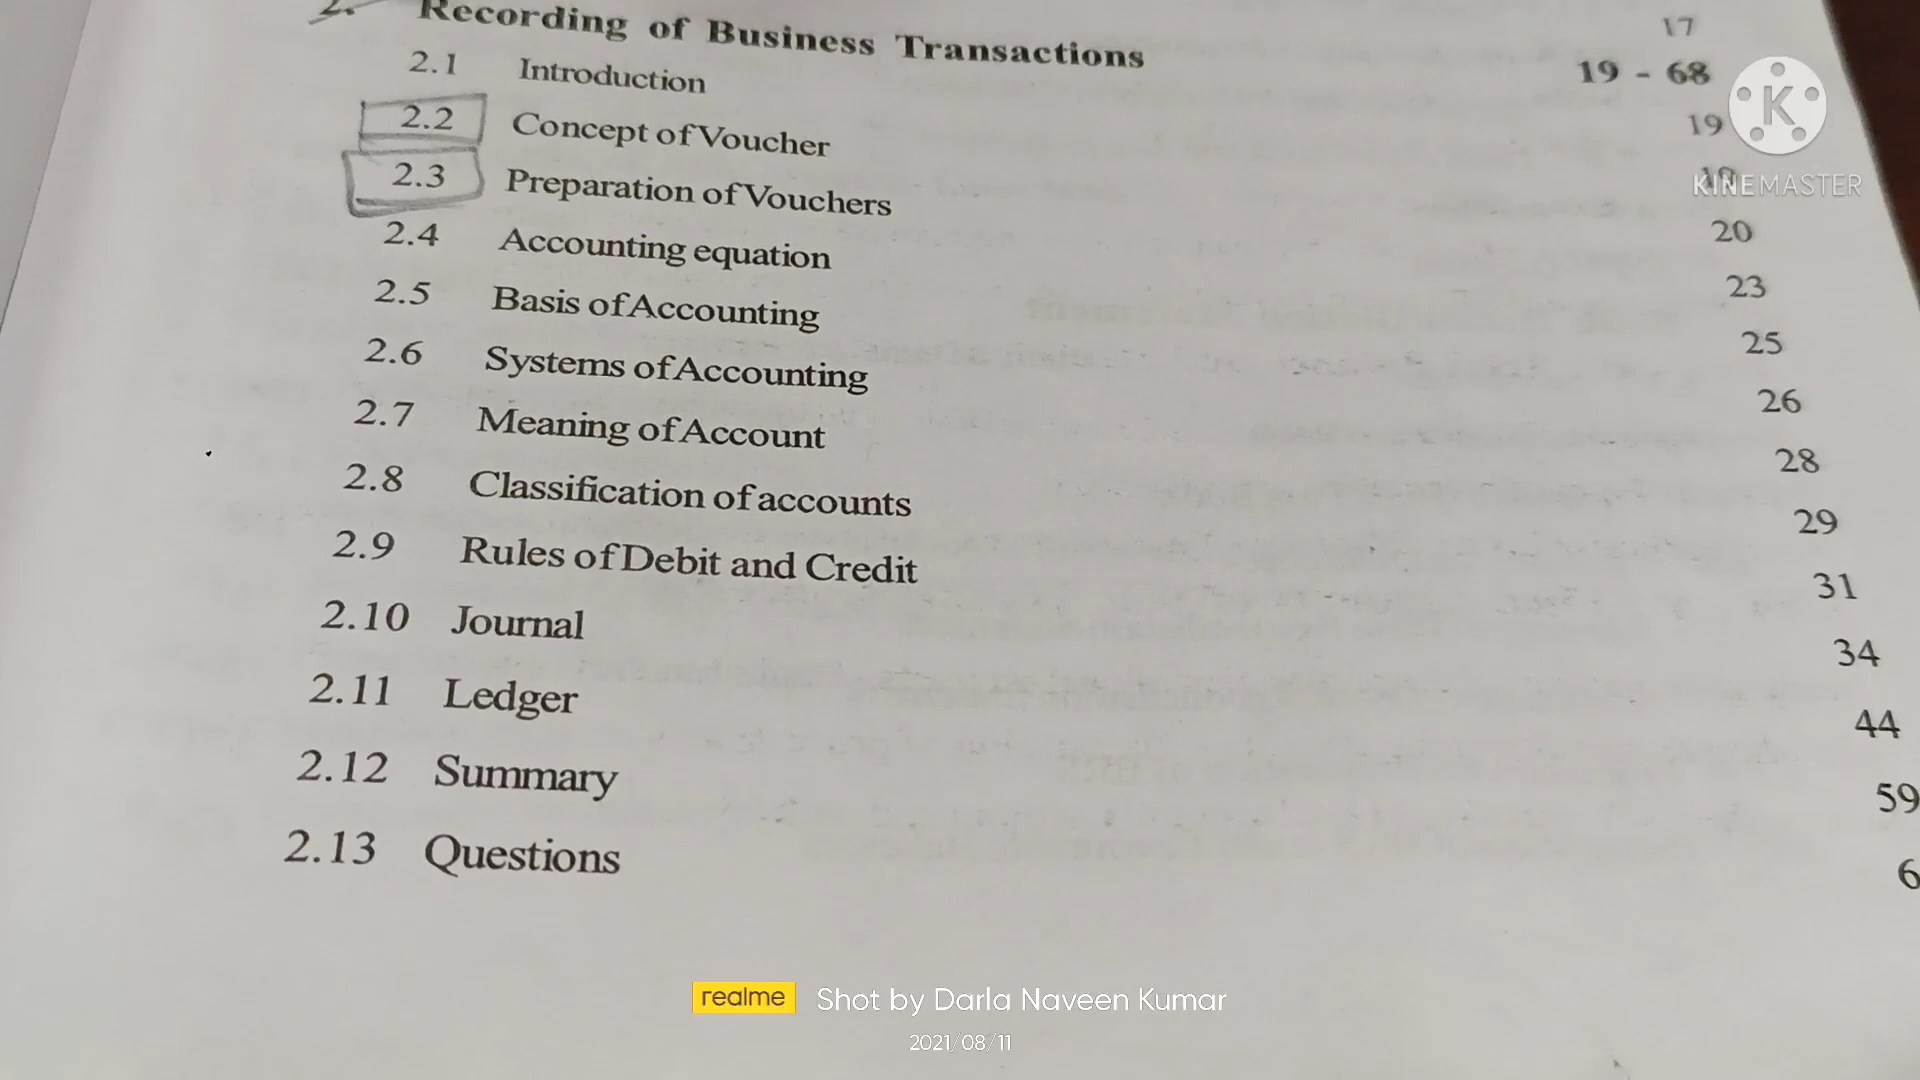 2. Recording of Business Transactions 19 - 68
17
2.1 Introduction 19
2.2 Concept of Voucher 19
2.3 Preparation of Vouchers 20
2.4 Accounting equation 23
2.5 Basis of Accounting 25
2.6 Systems of Accounting 26
2.7 Meaning of Account 28
2.8 Classification of accounts 29
2.9 Rules of Debit and Credit 31
2.10 Journal 34
2.11 Ledger 44
2.12 Summary 59
2.13 Questions 6
K
KINEMASTER
realme Shot by Darla Naveen Kumar
2021/08/11